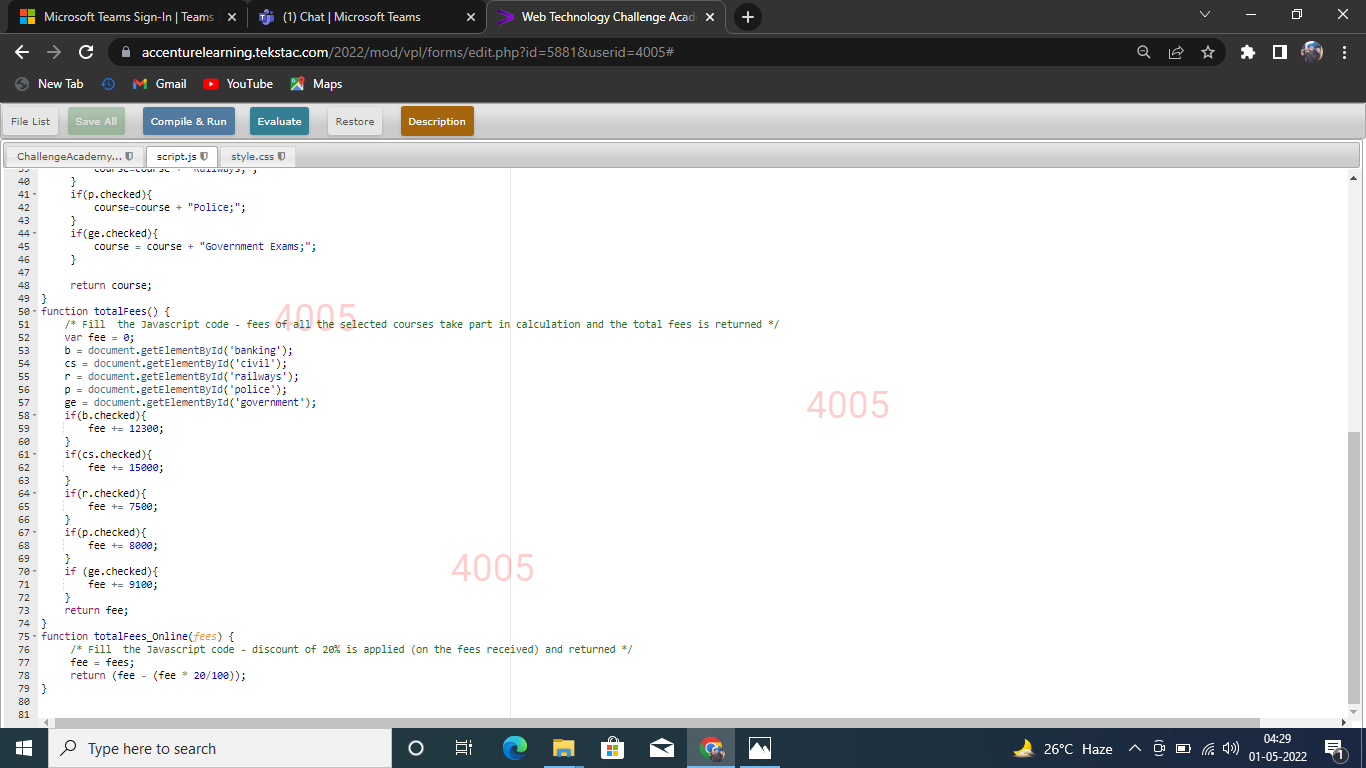 Microsoft Teams Sign-In | Teams
(1) Chat | Microsoft Teams
Web Technology Challenge Acad
accenturelearning.tekstac.com/2022/mod/vpl/forms/edit.php?id=5881&userid=4005#
New Tab
Gmail
YouTube
Maps
File List
Save All
Compile & Run
Evaluate
Restore
Description
ChallengeAcademy...
script.js
style.css
39 course=course + "Railways;";
40 }
41 if(p.checked){
42 course=course + "Police;";
43 }
44 if(ge.checked){
45 course = course + "Government Exams;";
46 }
47
48 return course;
49 }
50 function totalFees() {
51 /* Fill  the Javascript code - fees of all the selected courses take part in calculation and the total fees is returned */
52 var fee = 0;
53 b = document.getElementById('banking');
54 cs = document.getElementById('civil');
55 r = document.getElementById('railways');
56 p = document.getElementById('police');
57 ge = document.getElementById('government');
58 if(b.checked){
59 fee += 12300;
60 }
61 if(cs.checked){
62 fee += 15000;
63 }
64 if(r.checked){
65 fee += 7500;
66 }
67 if(p.checked){
68 fee += 8000;
69 }
70 if (ge.checked){
71 fee += 9100;
72 }
73 return fee;
74 }
75 function totalFees_Online(fees) {
76 /* Fill  the Javascript code - discount of 20% is applied (on the fees received) and returned */
77 fee = fees;
78 return (fee - (fee * 20/100));
79 }
80
81
4005
4005
4005
Type here to search
26°C Haze
04:29
01-05-2022
1